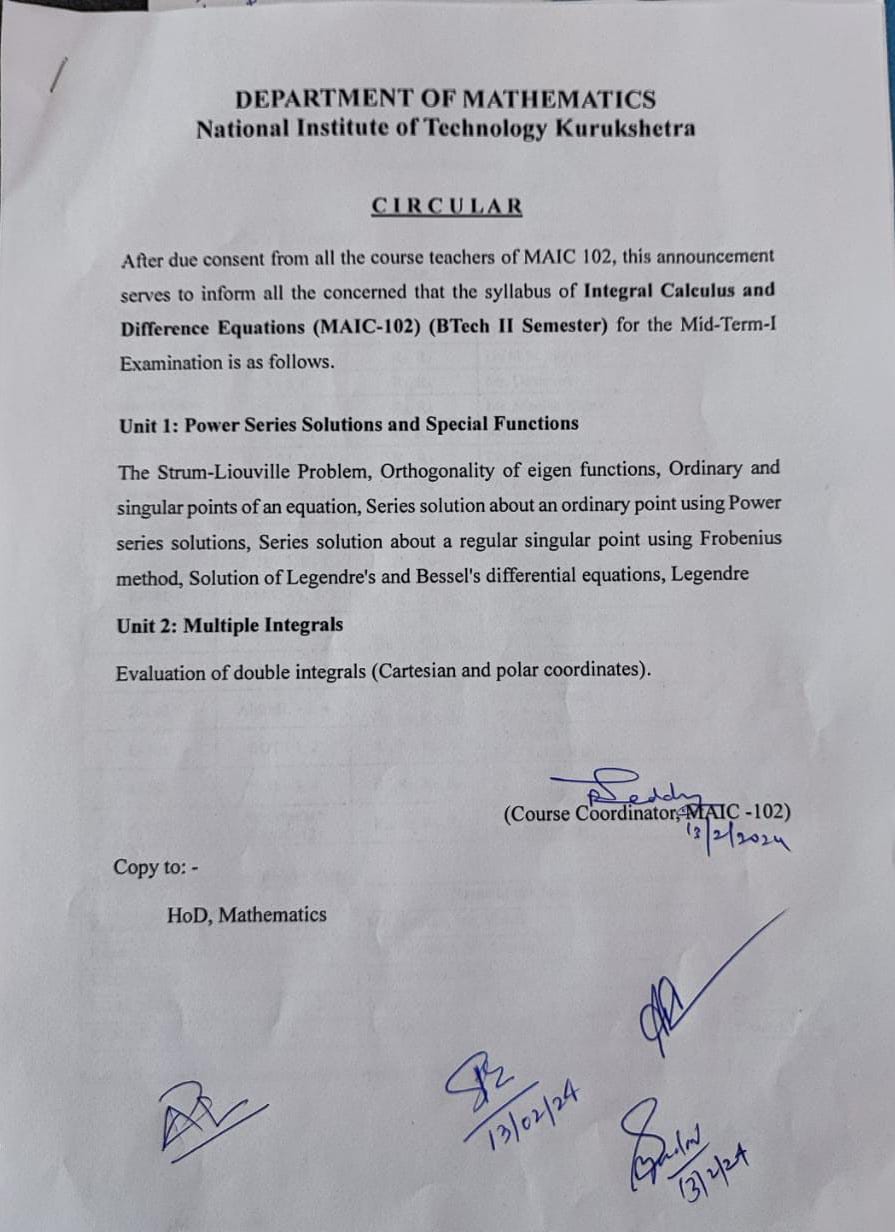 DEPARTMENT OF MATHEMATICS
National Institute of Technology Kurukshetra
CIRCULAR
After due consent from all the course teachers of MAIC 102, this announcement
serves to inform all the concerned that the syllabus of Integral Calculus and
Difference Equations (MAIC-102) (BTech II Semester) for the Mid-Term-I
Examination is as follows.
Unit 1: Power Series Solutions and Special Functions
The Strum-Liouville Problem, Orthogonality of eigen functions, Ordinary and
singular points of an equation, Series solution about an ordinary point using Power
series solutions, Series solution about a regular singular point using Frobenius
method, Solution of Legendre's and Bessel's differential equations, Legendre
Unit 2: Multiple Integrals
Evaluation of double integrals (Cartesian and polar coordinates).
Reddy
(Course Coordinator, MAIC -102)
13/2/2024
Copy to: -
HoD, Mathematics
13/02/24
13/2/24